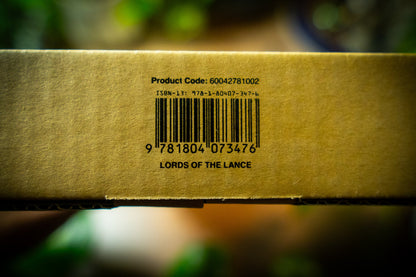 Product Code: 60042781002
ISBN-13: 978-1-80407-347-6
9 781804 073476
LORDS OF THE LANCE